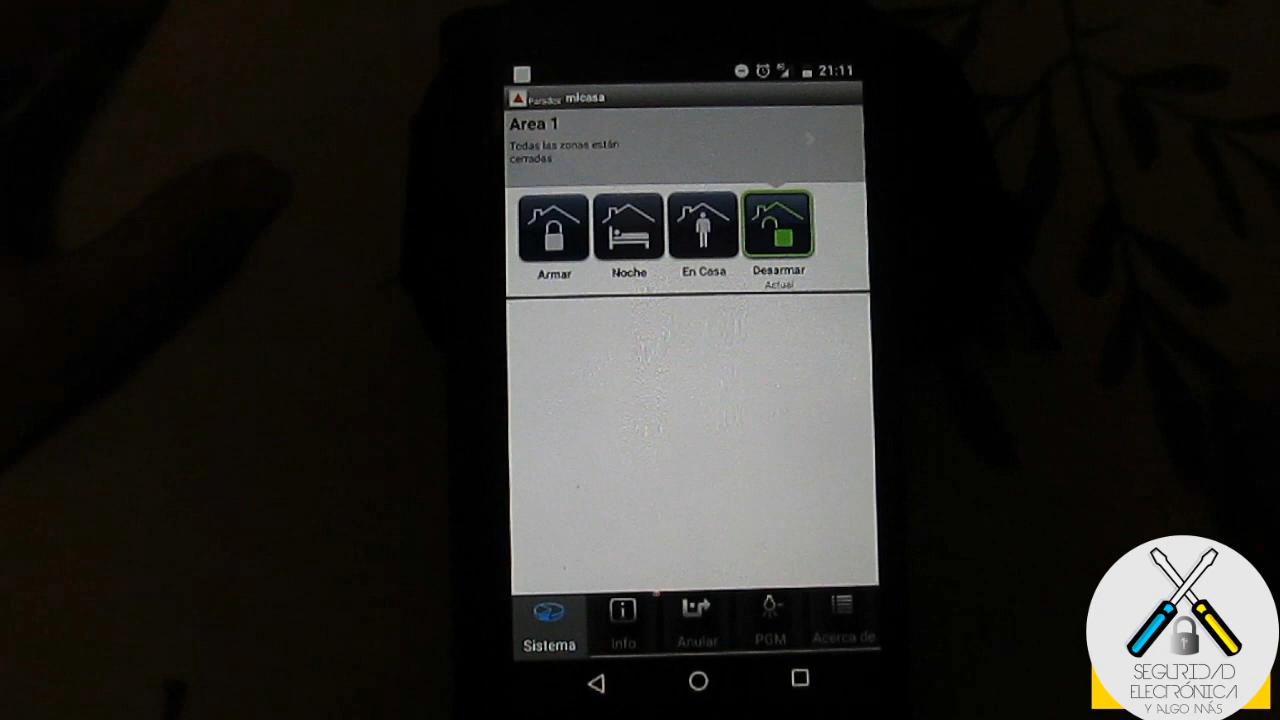 21:11
Paradox micasa
Area 1
Todas las zonas están
cerradas
Armar
Noche
En Casa
Desarmar
Actual
Sistema
Info
Anular
PGM
Acerca de
SEGURIDAD
ELECTRÓNICA
Y ALGO MÁS